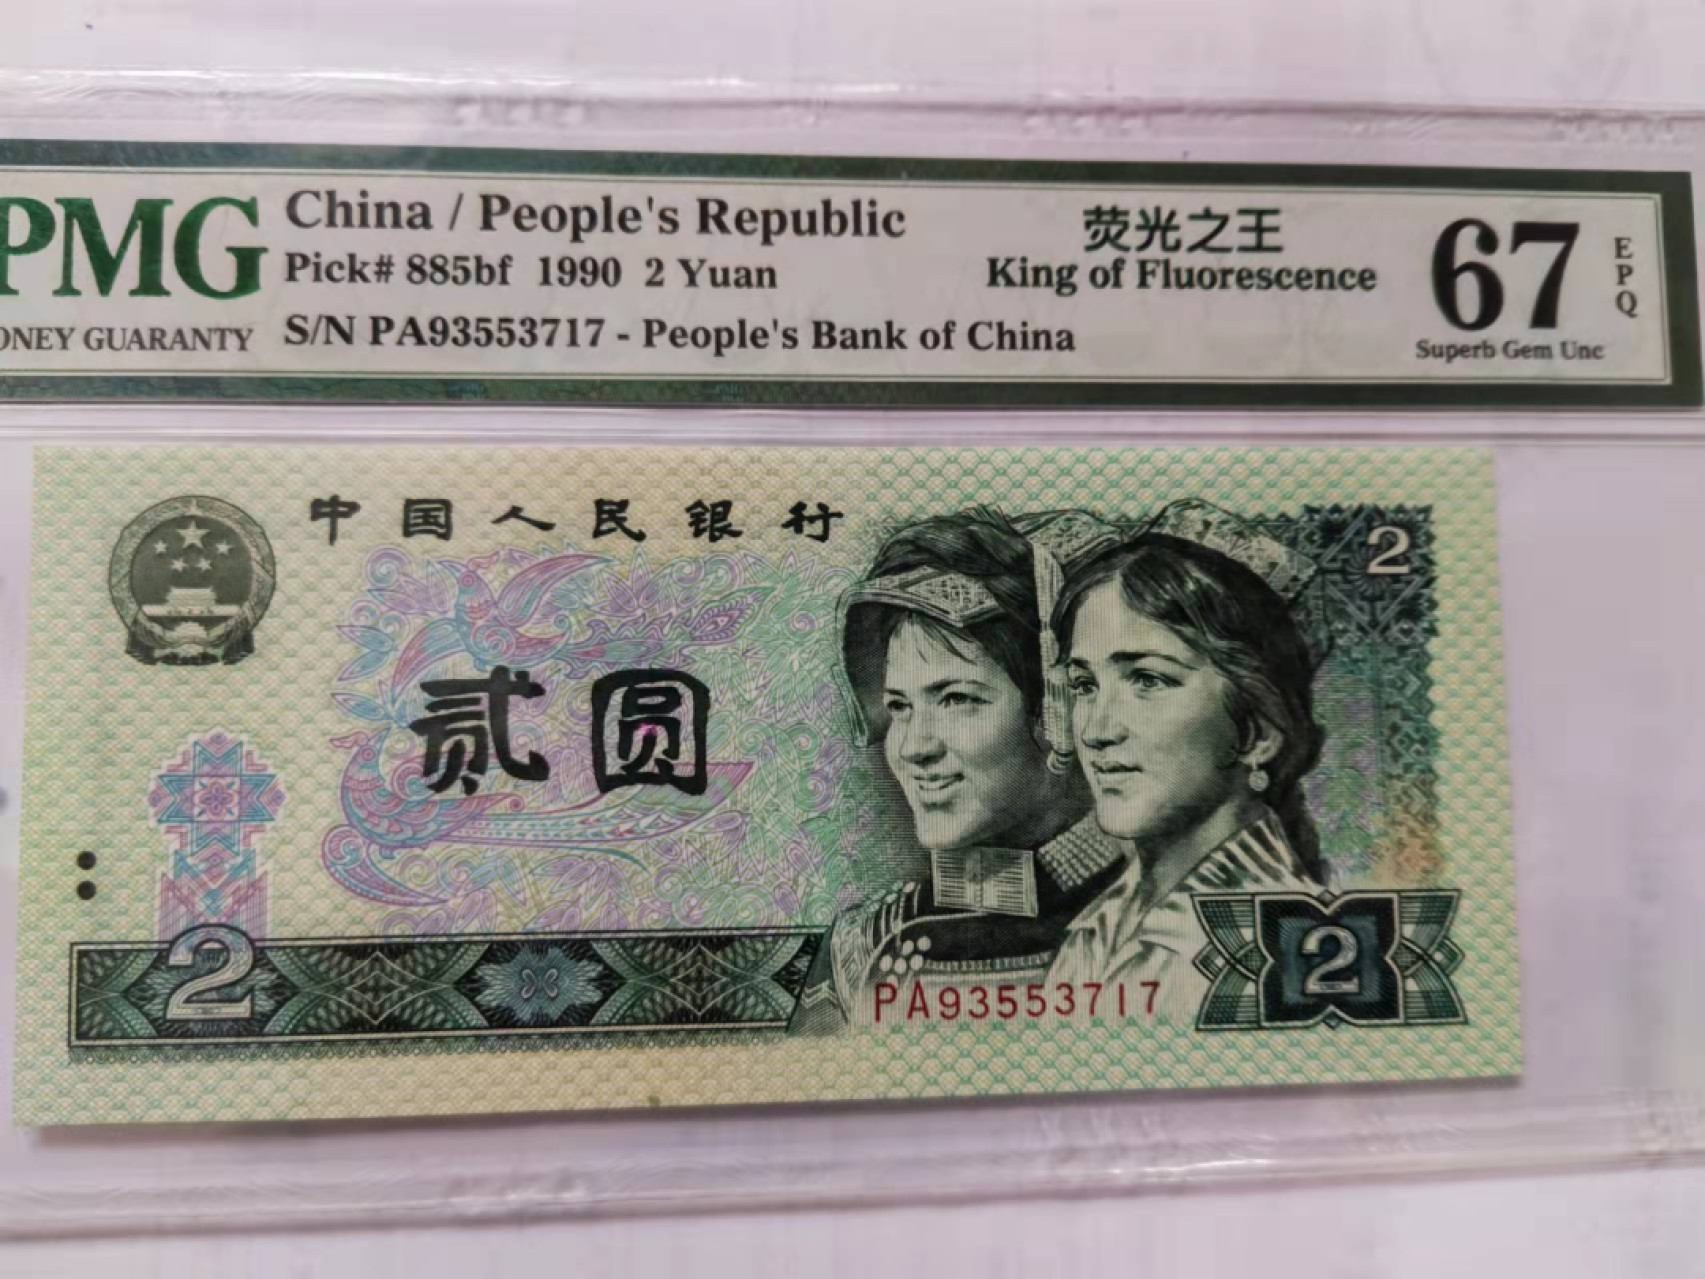 PMG
China / People's Republic
Pick# 885bf 1990 2 Yuan
S/N PA93553717 - People's Bank of China
荧光之王
King of Fluorescence
67
EPQ
Superb Gem Unc
ONEY GUARANTY
中国人民银行
2
贰圆
2
PA93553717
2